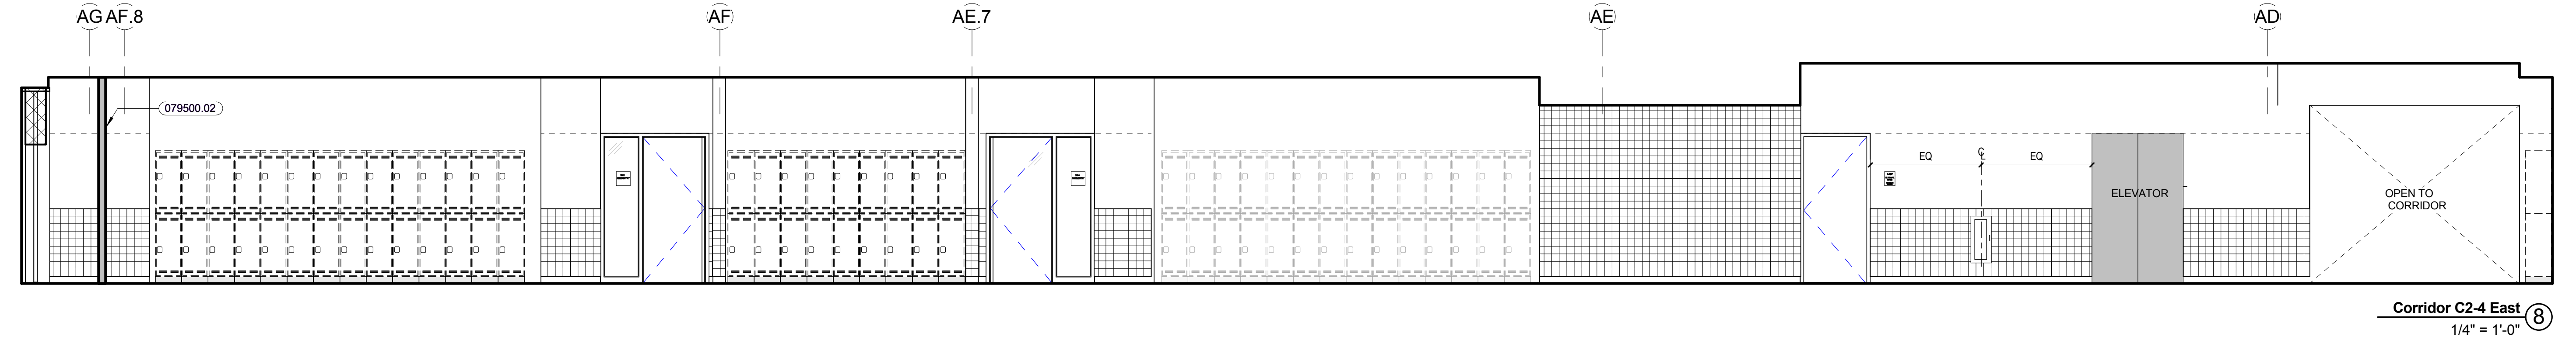 AG AF.8 AF AE.7 AE AD
079500.02
EQ CL EQ
ELEVATOR
OPEN TO
CORRIDOR
Corridor C2-4 East 8
1/4" = 1'-0"